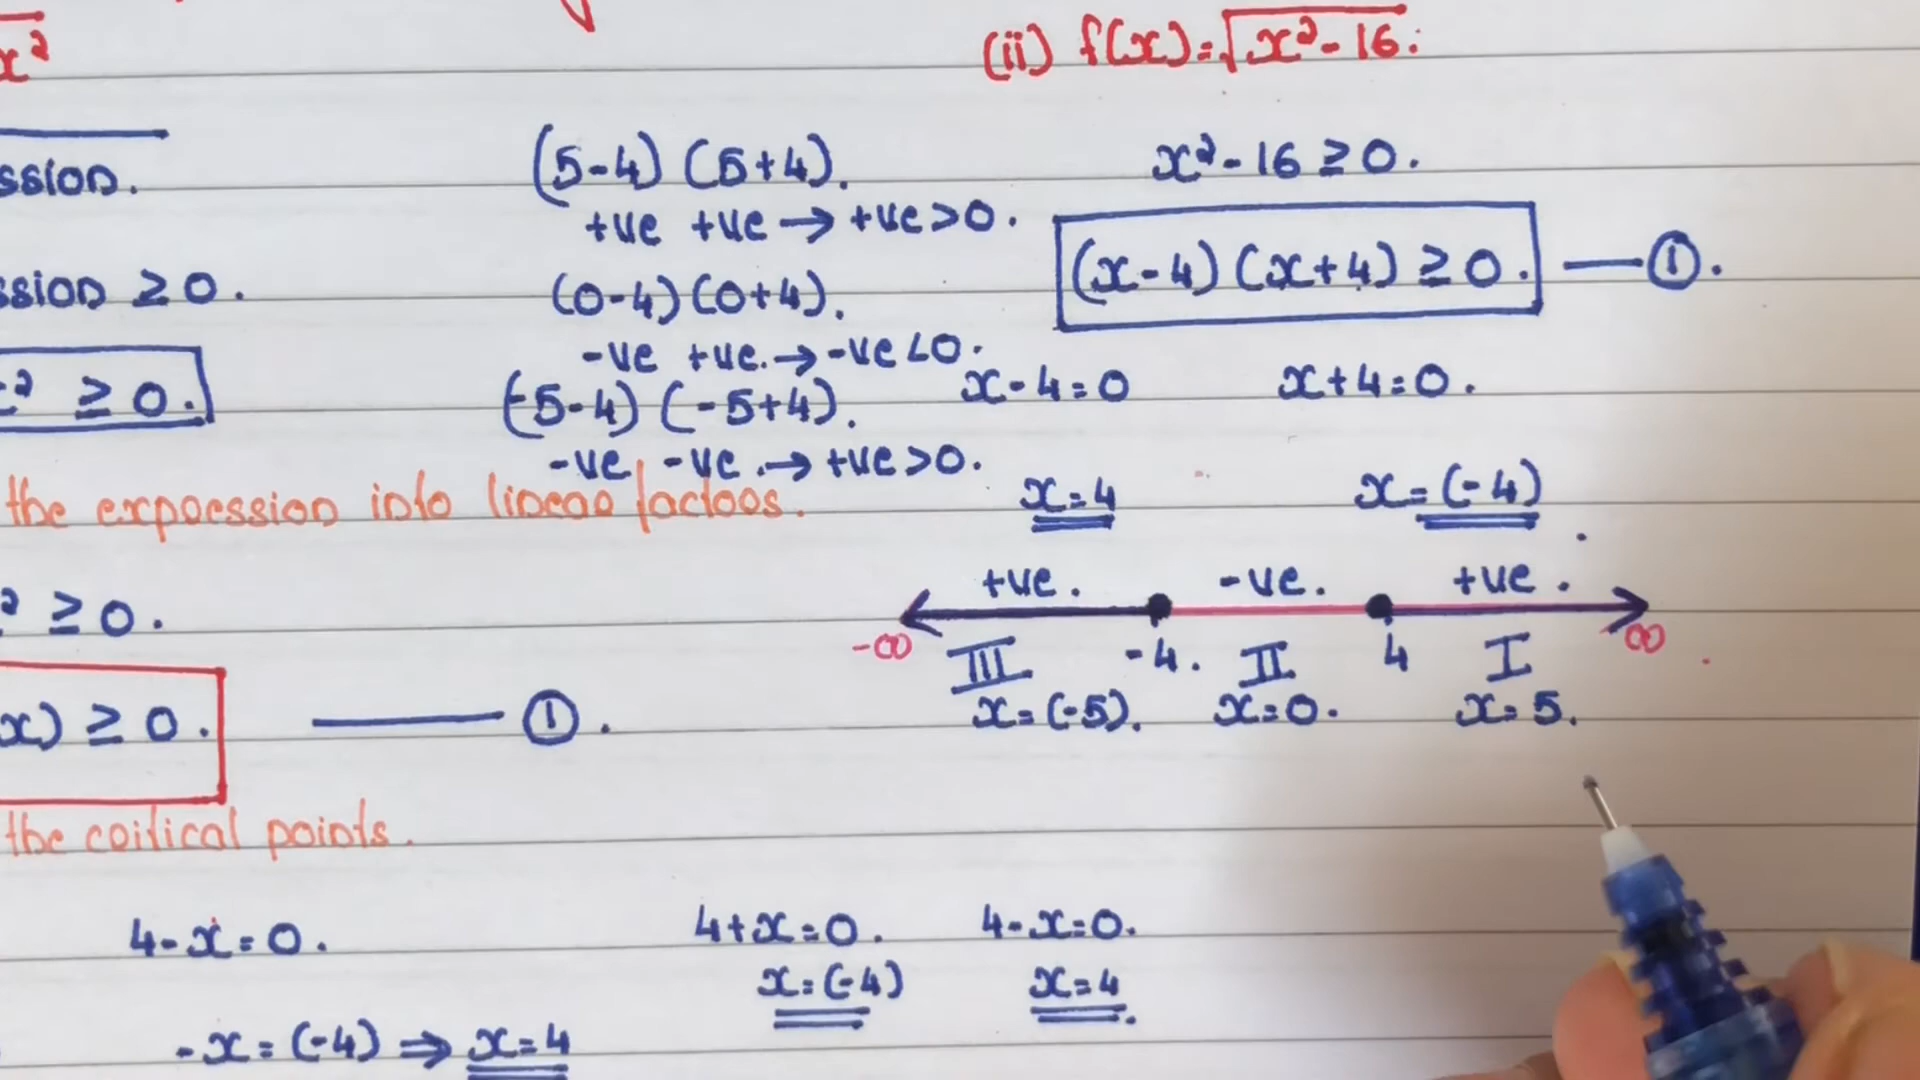 x²
(ii) f(x)=√x²-16.
ssion.
(5-4) (5+4).
x²-16 ≥0.
+ve +ve → +ve>0.
(x-4) (x+4) ≥0. — ①.
ssion ≥0.
(0-4)(0+4).
-ve +ve. → -ve<0.
x-4=0 x+4=0.
² ≥0.
(-5-4) (-5+4).
-ve -ve → +ve>0.
the expression into linear factors.
x=4 x=(-4)
+ve. -ve. +ve.
² ≥0.
-∞ III -4. II 4 I ∞
x=(-5). x=0. x=5.
x) ≥0. — ①.
the critical points.
4-x=0. 4+x=0. 4-x=0.
x=(-4) x=4
-x=(-4) ⇒ x=4